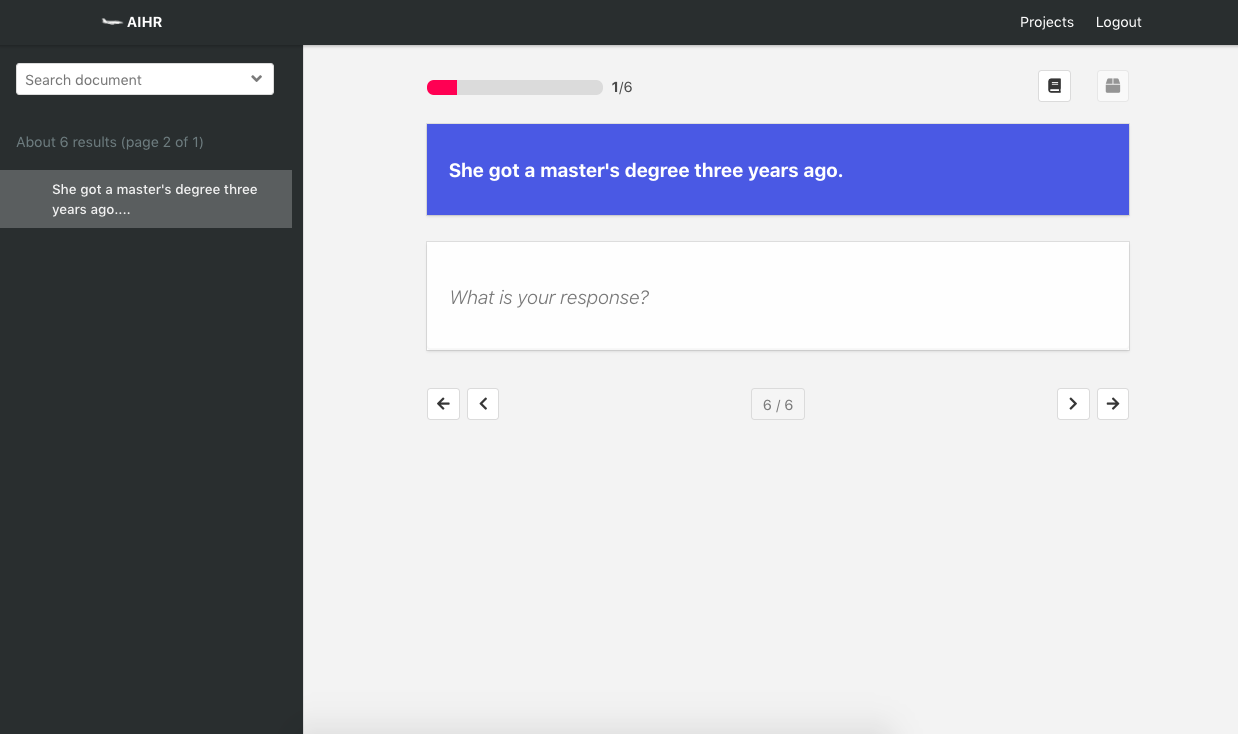 AIHR
Projects
Logout
Search document
About 6 results (page 2 of 1)
She got a master's degree three
years ago....
1/6
She got a master's degree three years ago.
What is your response?
6 / 6